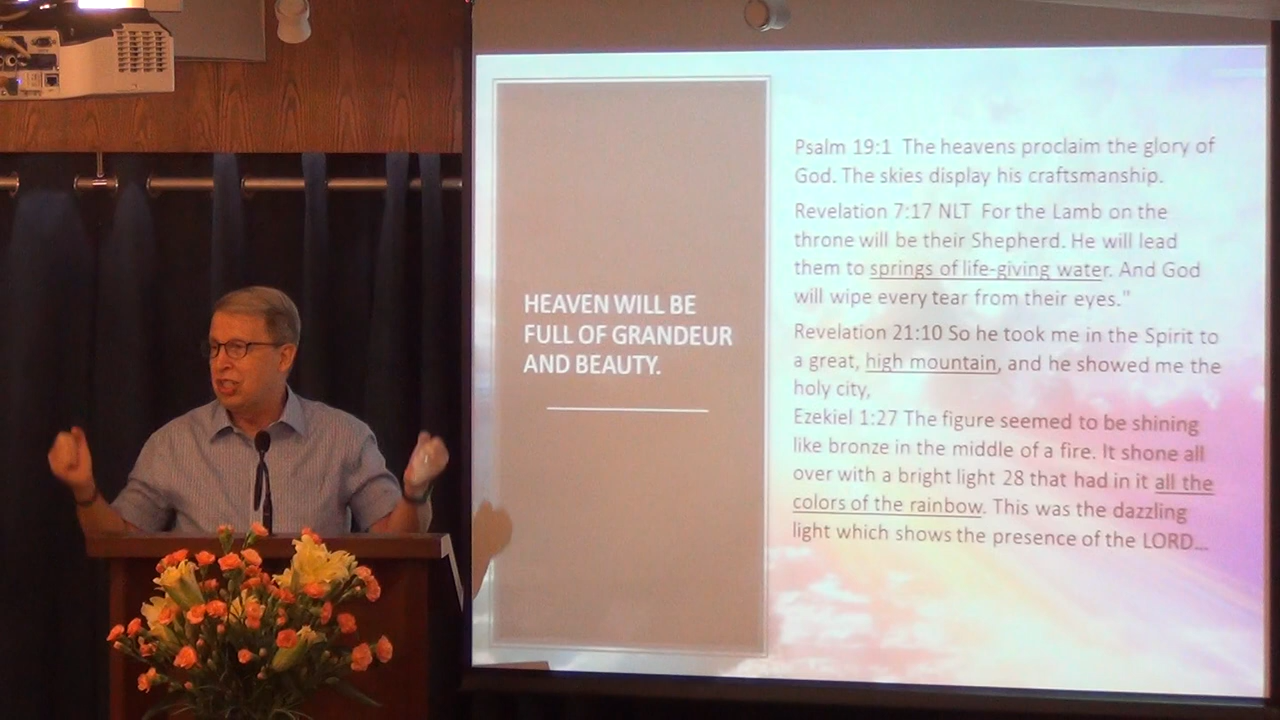 HEAVEN WILL BE
FULL OF GRANDEUR
AND BEAUTY.
Psalm 19:1 The heavens proclaim the glory of
God. The skies display his craftsmanship.
Revelation 7:17 NLT For the Lamb on the
throne will be their Shepherd. He will lead
them to springs of life-giving water. And God
will wipe every tear from their eyes."
Revelation 21:10 So he took me in the Spirit to
a great, high mountain, and he showed me the
holy city,
Ezekiel 1:27 The figure seemed to be shining
like bronze in the middle of a fire. It shone all
over with a bright light 28 that had in it all the
colors of the rainbow. This was the dazzling
light which shows the presence of the LORD...